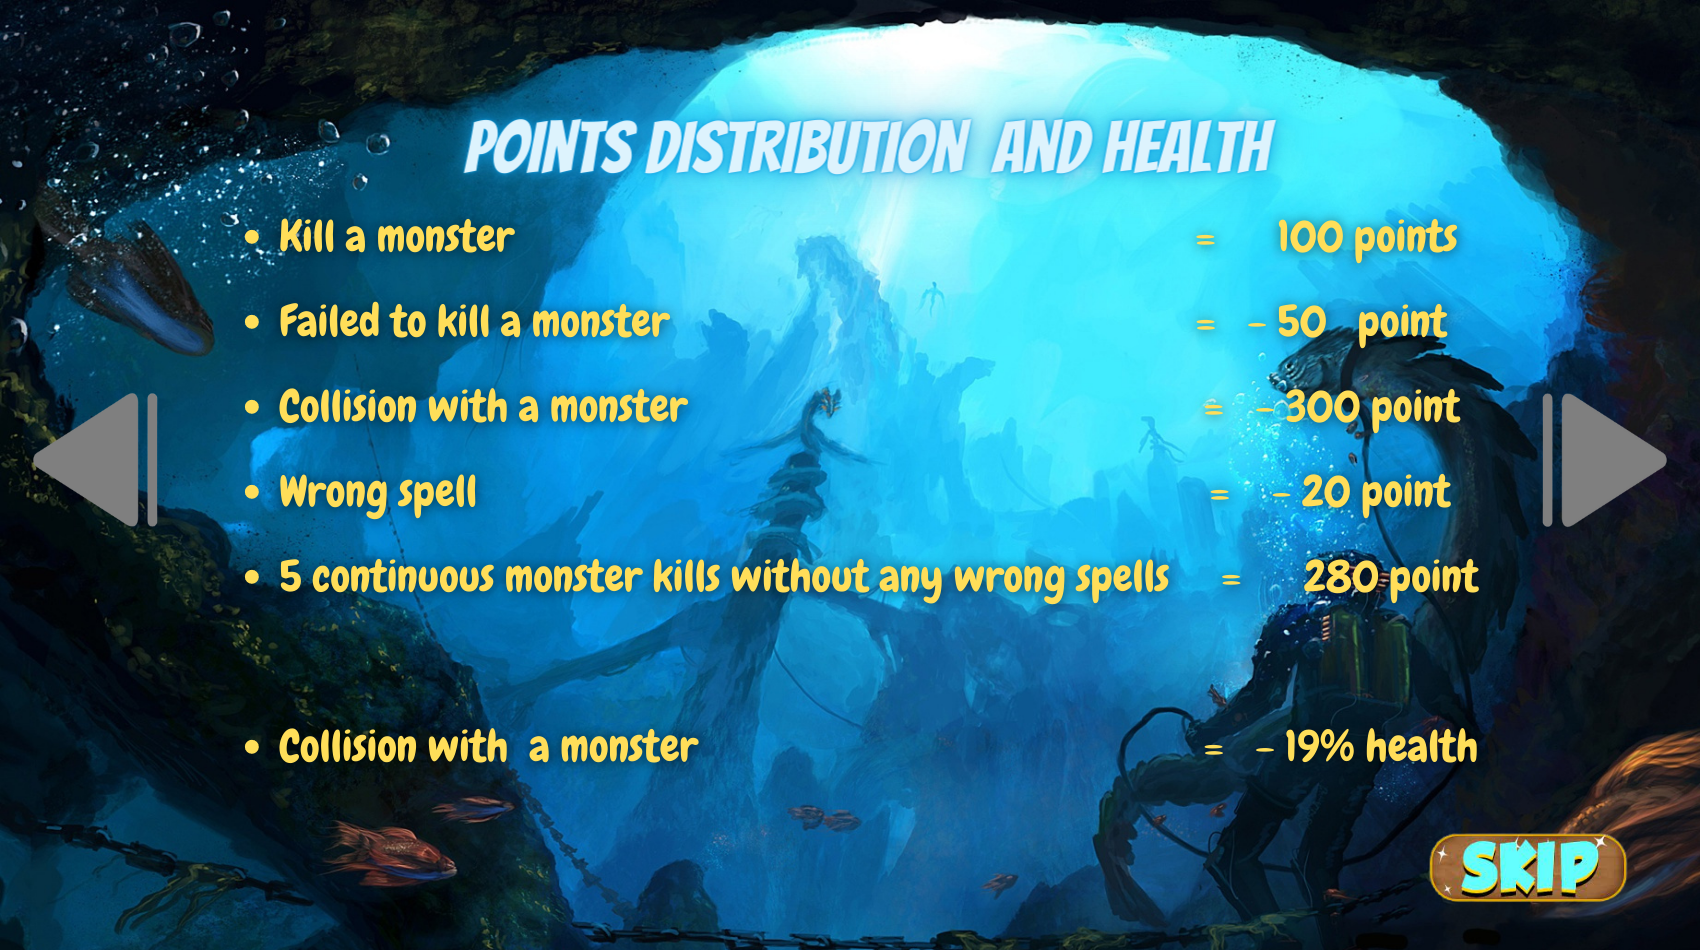 POINTS DISTRIBUTION AND HEALTH
• Kill a monster = 100 points
• Failed to kill a monster = - 50 point
• Collision with a monster = - 300 point
• Wrong spell = - 20 point
• 5 continuous monster kills without any wrong spells = 280 point
• Collision with a monster = - 19% health
SKIP